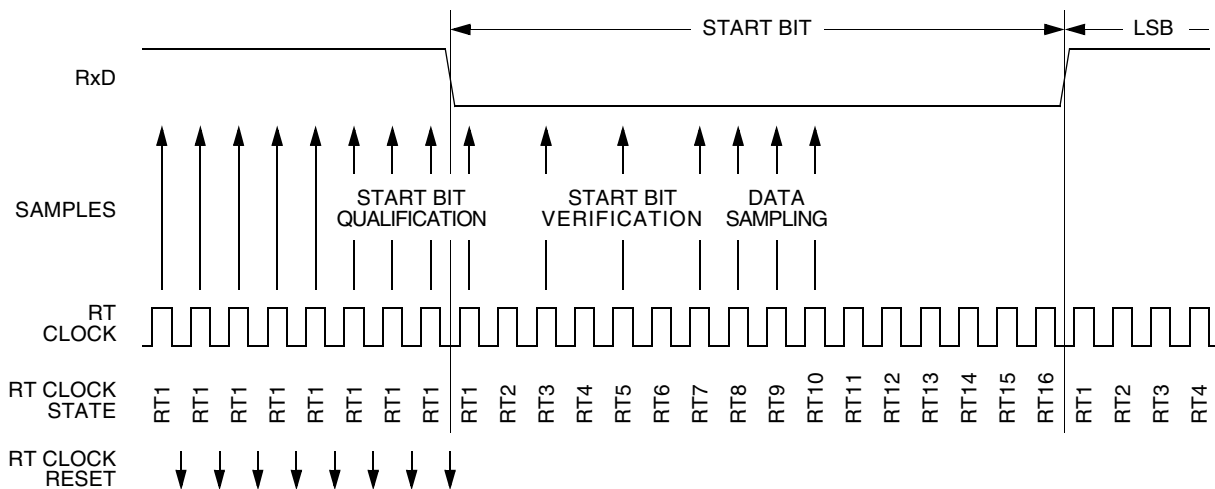 START BIT LSB
RxD
SAMPLES
START BIT QUALIFICATION
START BIT VERIFICATION
DATA SAMPLING
RT CLOCK
RT CLOCK STATE
RT1 RT1 RT1 RT1 RT1 RT1 RT1 RT1 RT1 RT2 RT3 RT4 RT5 RT6 RT7 RT8 RT9 RT10 RT11 RT12 RT13 RT14 RT15 RT16 RT1 RT2 RT3 RT4
RT CLOCK RESET